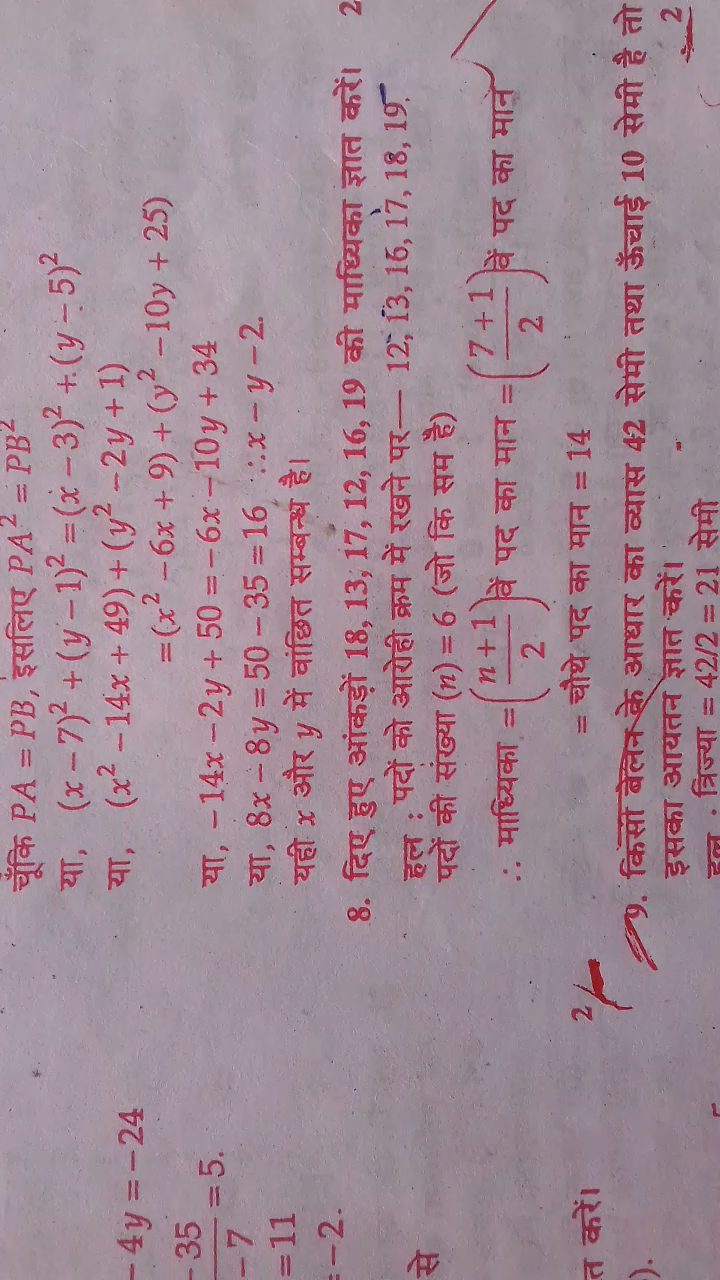 चूँकि PA = PB, इसलिए PA² = PB²
या, (x − 7)² + (y − 1)² = (x − 3)² + (y − 5)²
या, (x² − 14x + 49) + (y² − 2y + 1)
= (x² − 6x + 9) + (y² − 10y + 25)
या, − 14x − 2y + 50 = − 6x − 10y + 34
या, 8x − 8y = 50 − 35 = 16 ∴ x − y − 2.
यही x और y में वांछित सम्बन्ध है।
8. दिए हुए आंकड़ों 18, 13, 17, 12, 16, 19 की माध्यिका ज्ञात करें। 2
हल : पदों को आरोही क्रम में रखने पर— 12, 13, 16, 17, 18, 19.
पदों की संख्या (n) = 6 (जो कि सम है)
∴ माध्यिका = ((n + 1)/2)वें पद का मान = ((7 + 1)/2)वें पद का मान
= चौथे पद का मान = 14
9. किसी बेलन के आधार का व्यास 42 सेमी तथा ऊँचाई 10 सेमी है तो
इसका आयतन ज्ञात करें। 2
हल : त्रिज्या = 42/2 = 21 सेमी
− 4y = − 24
− 35/− 7 = 5.
= 11
= −2.
से
2
त करें।
).